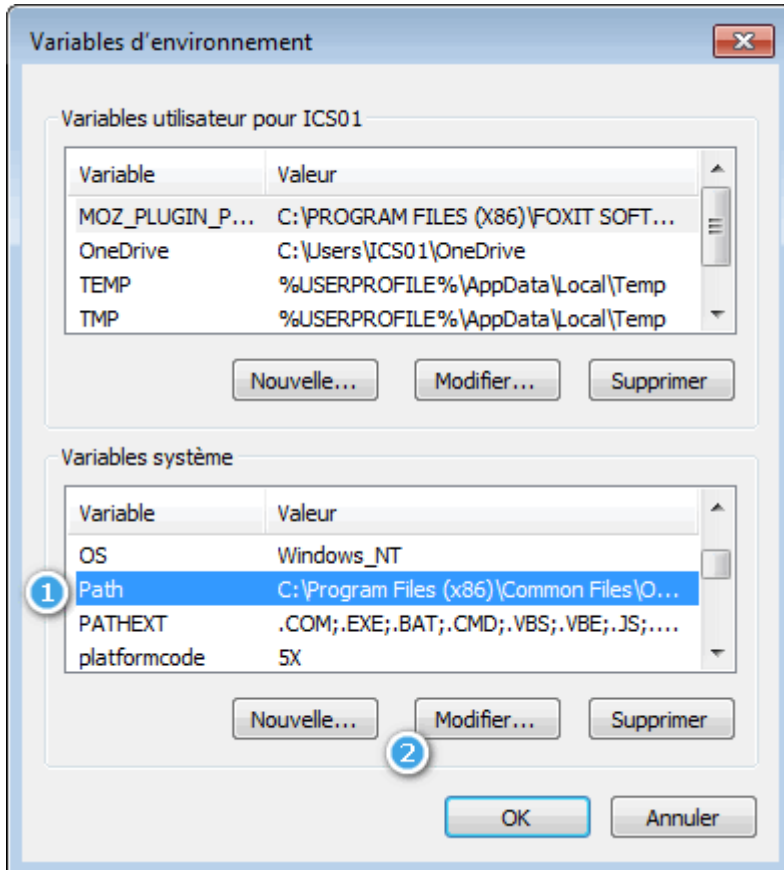 Variables d'environnement
Variables utilisateur pour ICS01
Variable Valeur
MOZ_PLUGIN_P... C:\PROGRAM FILES (X86)\FOXIT SOFT...
OneDrive C:\Users\ICS01\OneDrive
TEMP %USERPROFILE%\AppData\Local\Temp
TMP %USERPROFILE%\AppData\Local\Temp
Nouvelle... Modifier... Supprimer
Variables système
Variable Valeur
OS Windows_NT
1 Path C:\Program Files (x86)\Common Files\O...
PATHEXT .COM;.EXE;.BAT;.CMD;.VBS;.VBE;.JS;....
platformcode 5X
Nouvelle... Modifier... Supprimer
2
OK Annuler